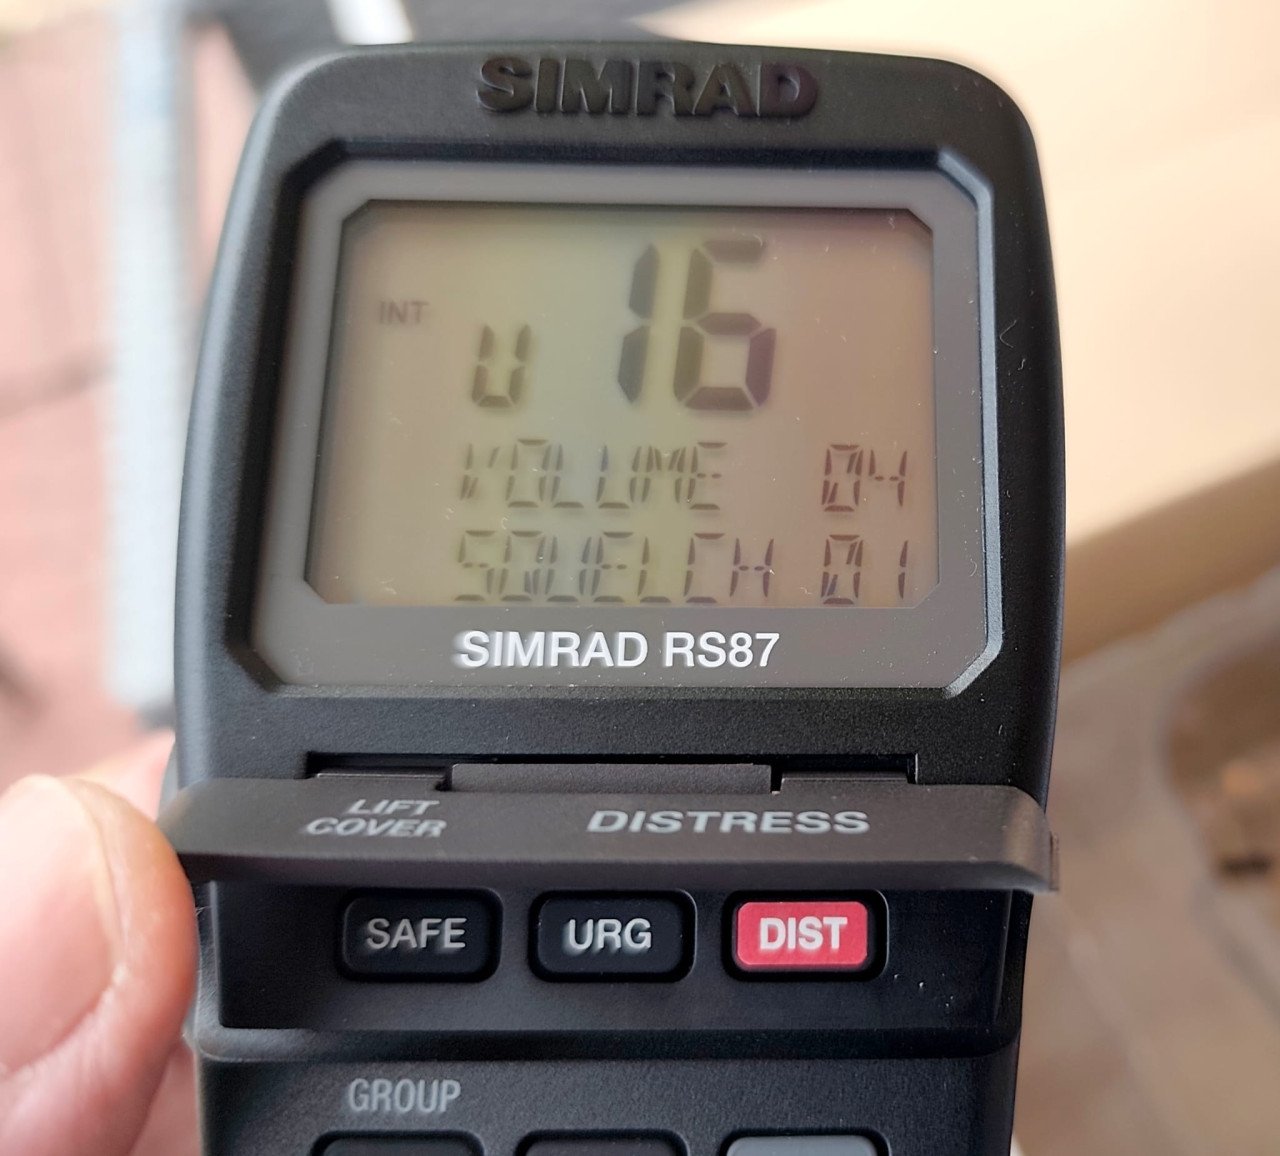 SIMRAD
INT
U 16
VOLUME 04
SQUELCH 01
SIMRAD RS87
LIFT COVER DISTRESS
SAFE URG DIST
GROUP